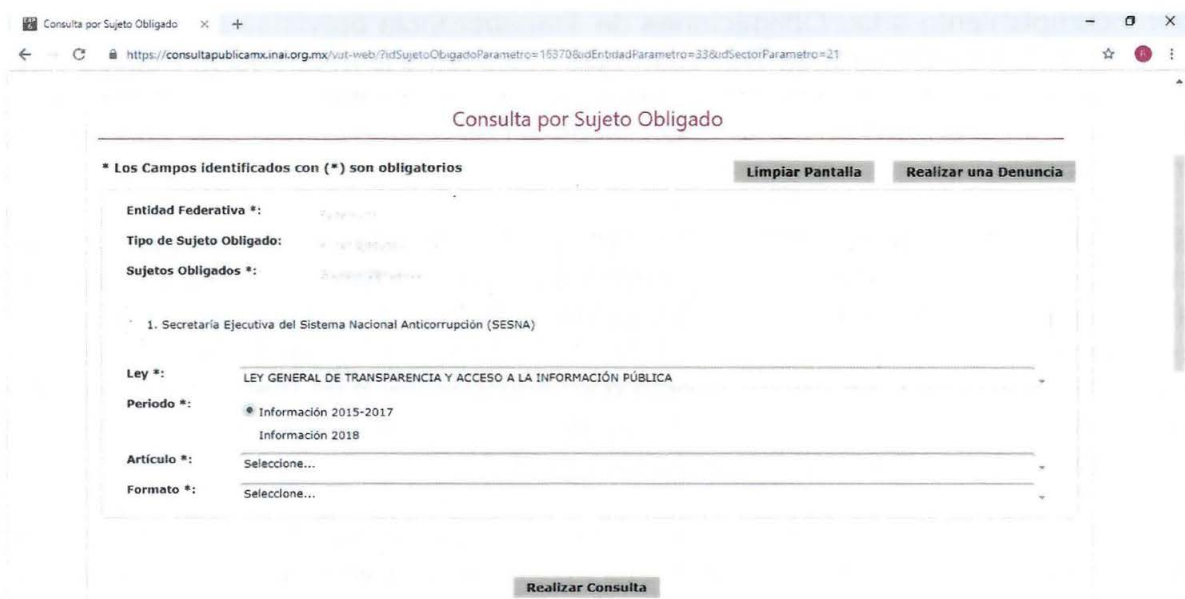 Consulta por Sujeto Obligado × +
https://consultapublicamx.inai.org.mx/vut-web/?idSujetoObigadoParametro=16370&idEntidadParametro=33&idSectorParametro=21
Consulta por Sujeto Obligado
* Los Campos identificados con (*) son obligatorios
Limpiar Pantalla Realizar una Denuncia
Entidad Federativa *:
Tipo de Sujeto Obligado:
Sujetos Obligados *:
1. Secretaría Ejecutiva del Sistema Nacional Anticorrupción (SESNA)
Ley *: LEY GENERAL DE TRANSPARENCIA Y ACCESO A LA INFORMACIÓN PÚBLICA
Periodo *: Información 2015-2017
Información 2018
Artículo *: Seleccione...
Formato *: Seleccione...
Realizar Consulta